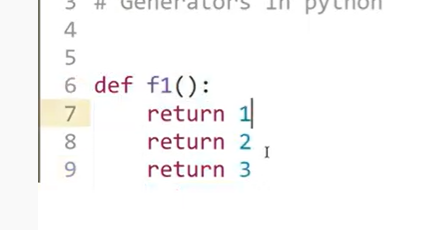 3 # Generators in python
4
5
6 def f1():
7     return 1
8     return 2
9     return 3